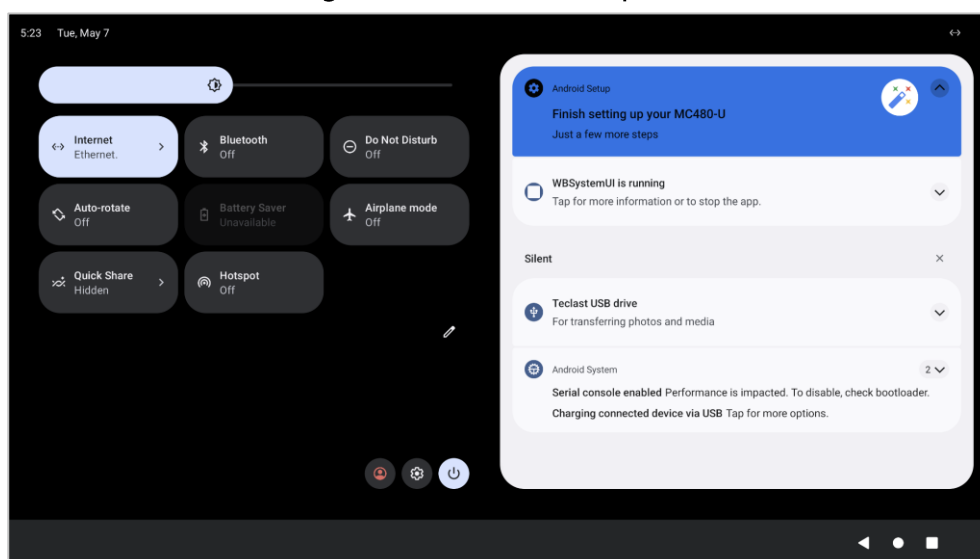 5:23 Tue, May 7
Internet
Ethernet.
Bluetooth
Off
Do Not Disturb
Off
Auto-rotate
Off
Battery Saver
Unavailable
Airplane mode
Off
Quick Share
Hidden
Hotspot
Off
Android Setup
Finish setting up your MC480-U
Just a few more steps
WBSystemUI is running
Tap for more information or to stop the app.
Silent
Teclast USB drive
For transferring photos and media
Android System
2
Serial console enabled Performance is impacted. To disable, check bootloader.
Charging connected device via USB Tap for more options.